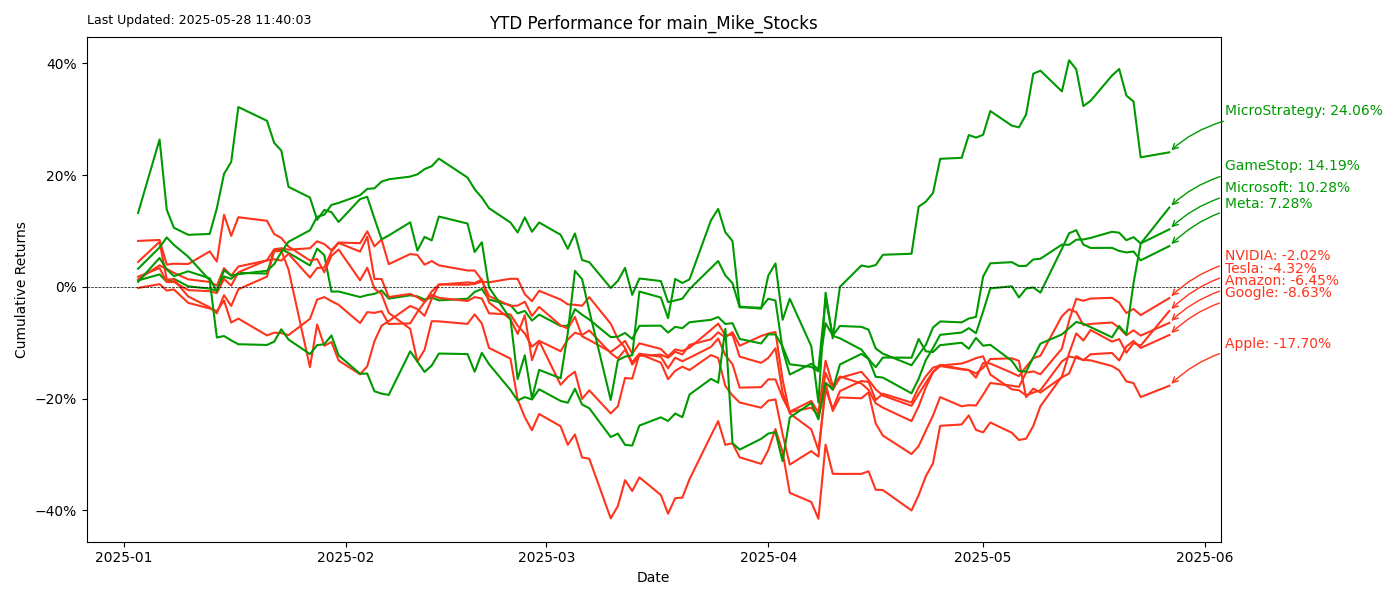 Last Updated: 2025-05-28 11:40:03
YTD Performance for main_Mike_Stocks
40%
20%
0%
−20%
−40%
Cumulative Returns
MicroStrategy: 24.06%
GameStop: 14.19%
Microsoft: 10.28%
Meta: 7.28%
NVIDIA: -2.02%
Tesla: -4.32%
Amazon: -6.45%
Google: -8.63%
Apple: -17.70%
2025-01
2025-02
2025-03
2025-04
2025-05
2025-06
Date